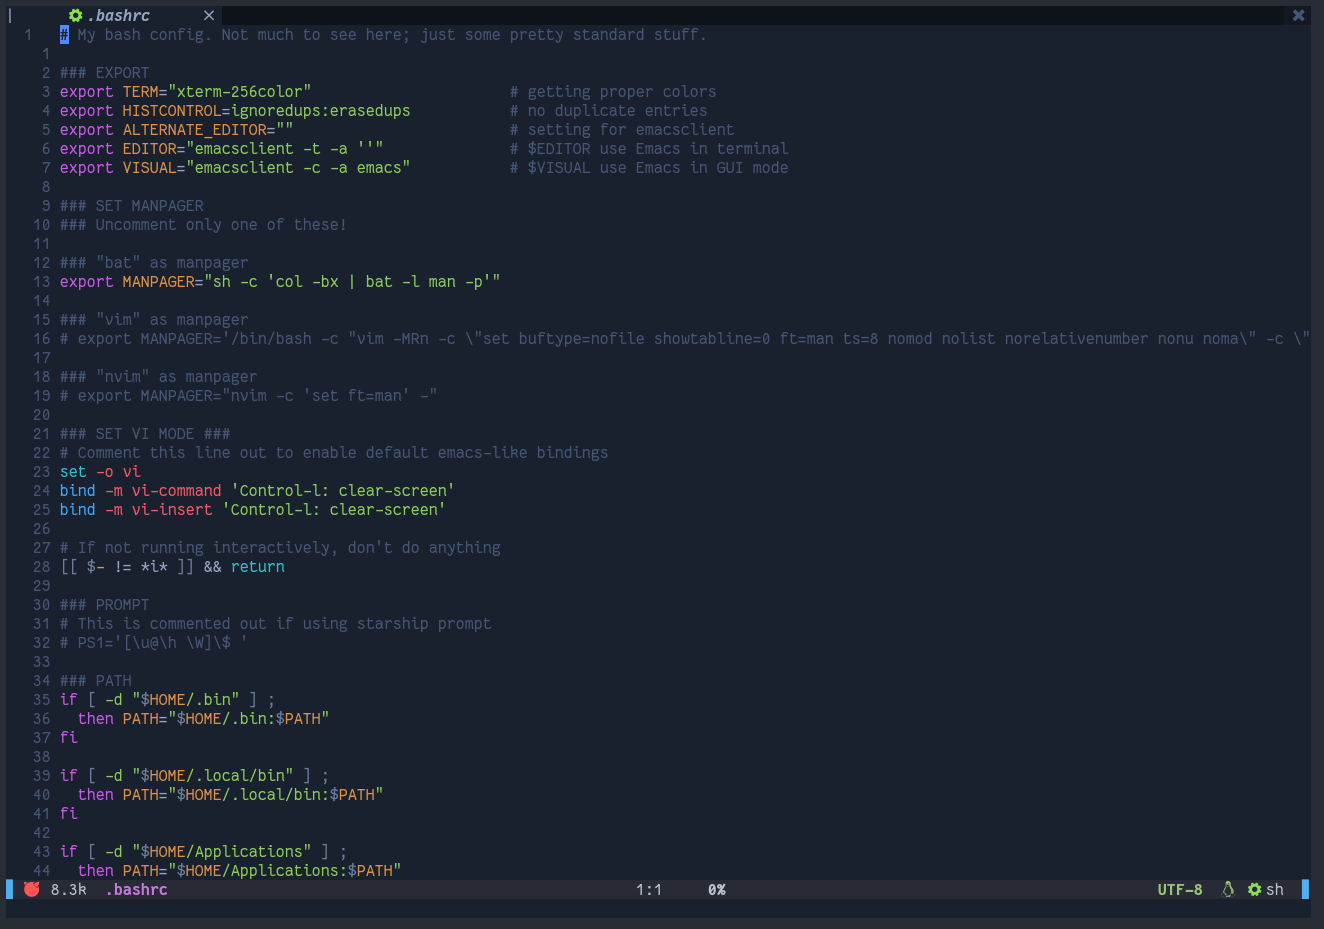 .bashrc
1 # My bash config. Not much to see here; just some pretty standard stuff.
1
2 ### EXPORT
3 export TERM="xterm-256color" # getting proper colors
4 export HISTCONTROL=ignoredups:erasedups # no duplicate entries
5 export ALTERNATE_EDITOR="" # setting for emacsclient
6 export EDITOR="emacsclient -t -a ''" # $EDITOR use Emacs in terminal
7 export VISUAL="emacsclient -c -a emacs" # $VISUAL use Emacs in GUI mode
8
9 ### SET MANPAGER
10 ### Uncomment only one of these!
11
12 ### "bat" as manpager
13 export MANPAGER="sh -c 'col -bx | bat -l man -p'"
14
15 ### "vim" as manpager
16 # export MANPAGER='/bin/bash -c "vim -MRn -c \"set buftype=nofile showtabline=0 ft=man ts=8 nomod nolist norelativenumber nonu noma\" -c \"
17
18 ### "nvim" as manpager
19 # export MANPAGER="nvim -c 'set ft=man' -"
20
21 ### SET VI MODE ###
22 # Comment this line out to enable default emacs-like bindings
23 set -o vi
24 bind -m vi-command 'Control-l: clear-screen'
25 bind -m vi-insert 'Control-l: clear-screen'
26
27 # If not running interactively, don't do anything
28 [[ $- != *i* ]] && return
29
30 ### PROMPT
31 # This is commented out if using starship prompt
32 # PS1='[\u@\h \W]\$ '
33
34 ### PATH
35 if [ -d "$HOME/.bin" ] ;
36   then PATH="$HOME/.bin:$PATH"
37 fi
38
39 if [ -d "$HOME/.local/bin" ] ;
40   then PATH="$HOME/.local/bin:$PATH"
41 fi
42
43 if [ -d "$HOME/Applications" ] ;
44   then PATH="$HOME/Applications:$PATH"
8.3k .bashrc 1:1 0% UTF-8 sh